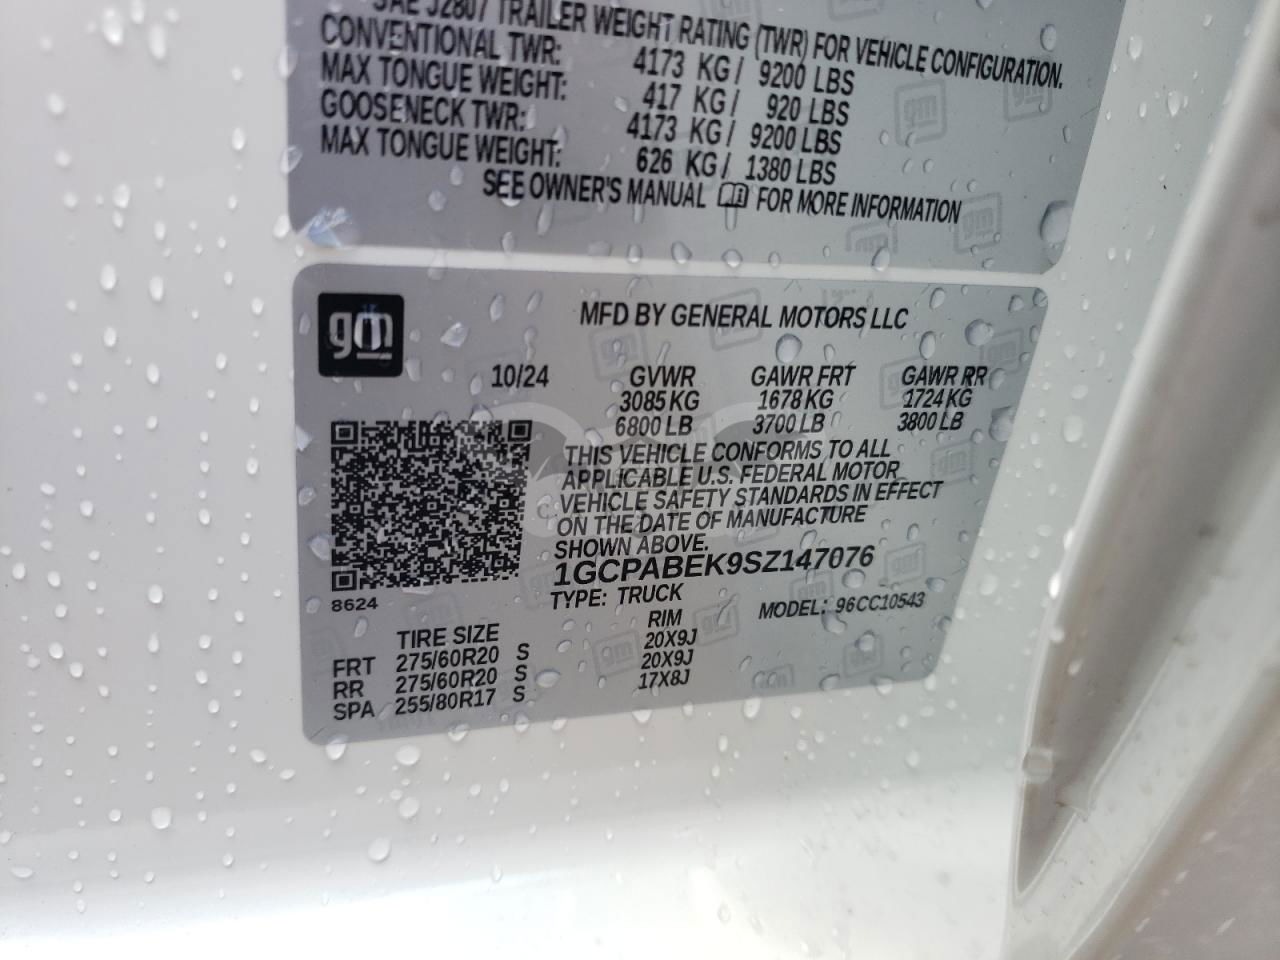 SAE J2807 TRAILER WEIGHT RATING (TWR) FOR VEHICLE CONFIGURATION.
CONVENTIONAL TWR: 4173 KG / 9200 LBS
MAX TONGUE WEIGHT: 417 KG / 920 LBS
GOOSENECK TWR: 4173 KG / 9200 LBS
MAX TONGUE WEIGHT: 626 KG / 1380 LBS
SEE OWNER'S MANUAL FOR MORE INFORMATION
gm
MFD BY GENERAL MOTORS LLC
10/24 GVWR GAWR FRT GAWR RR
3085 KG 1678 KG 1724 KG
6800 LB 3700 LB 3800 LB
THIS VEHICLE CONFORMS TO ALL
APPLICABLE U.S. FEDERAL MOTOR
VEHICLE SAFETY STANDARDS IN EFFECT
ON THE DATE OF MANUFACTURE
SHOWN ABOVE.
1GCPABEK9SZ147076
8624
TYPE: TRUCK MODEL: 96CC10543
TIRE SIZE RIM
FRT 275/60R20 S 20X9J
RR 275/60R20 S 20X9J
SPA 255/80R17 S 17X8J